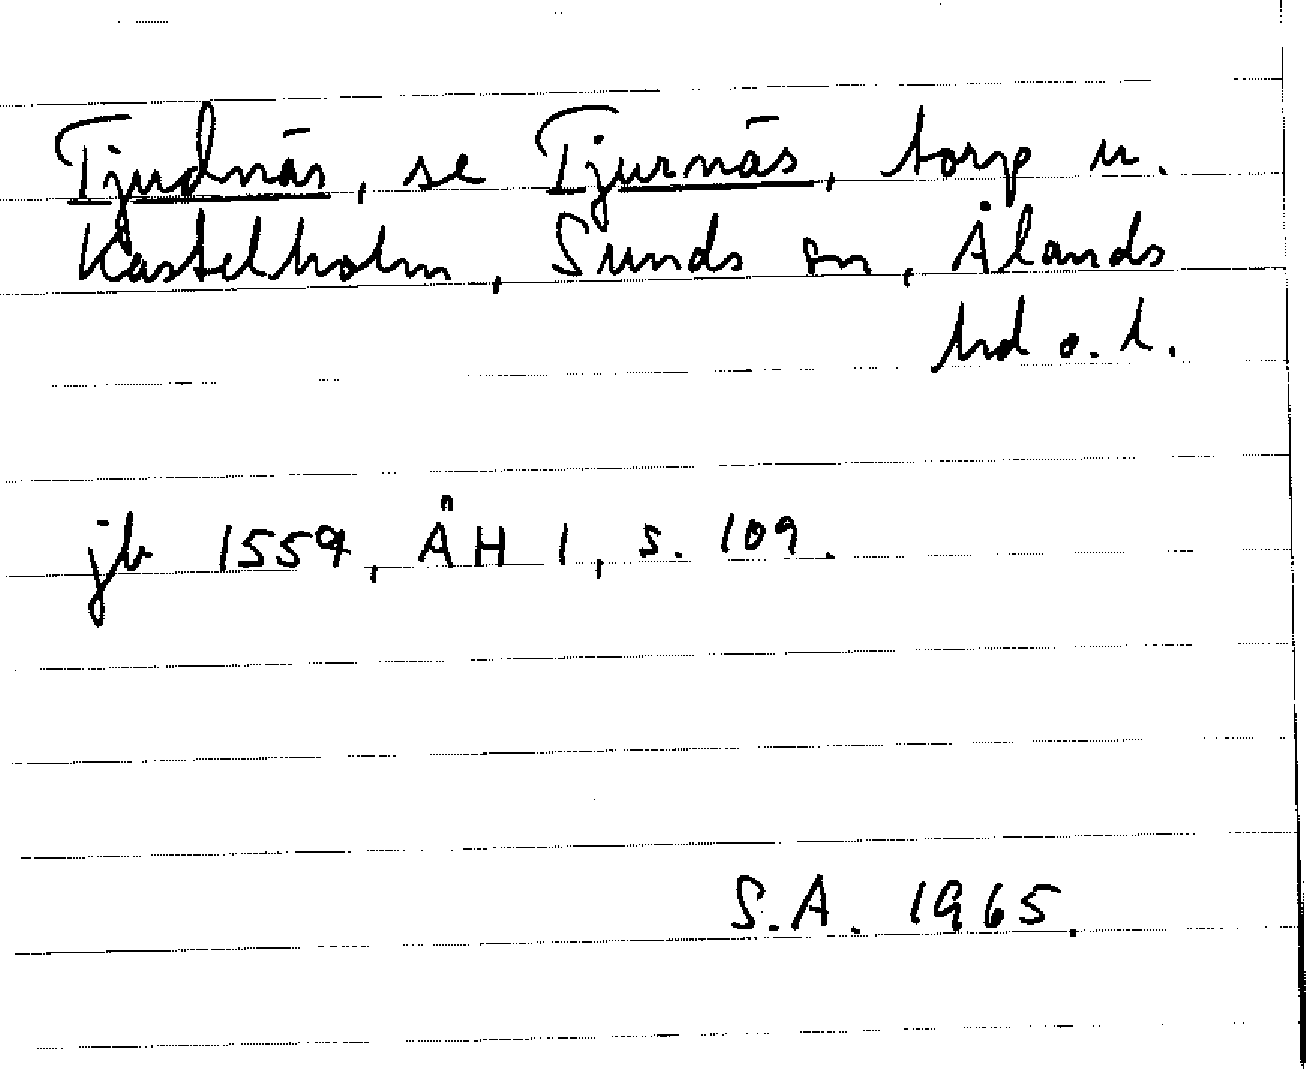 Tjudnäs, se Tjurnäs, torp u.
Kastelholm, Sunds sn, Ålands
hd o. l.
jb 1559, ÅH 1, s. 109.
S.A. 1965.